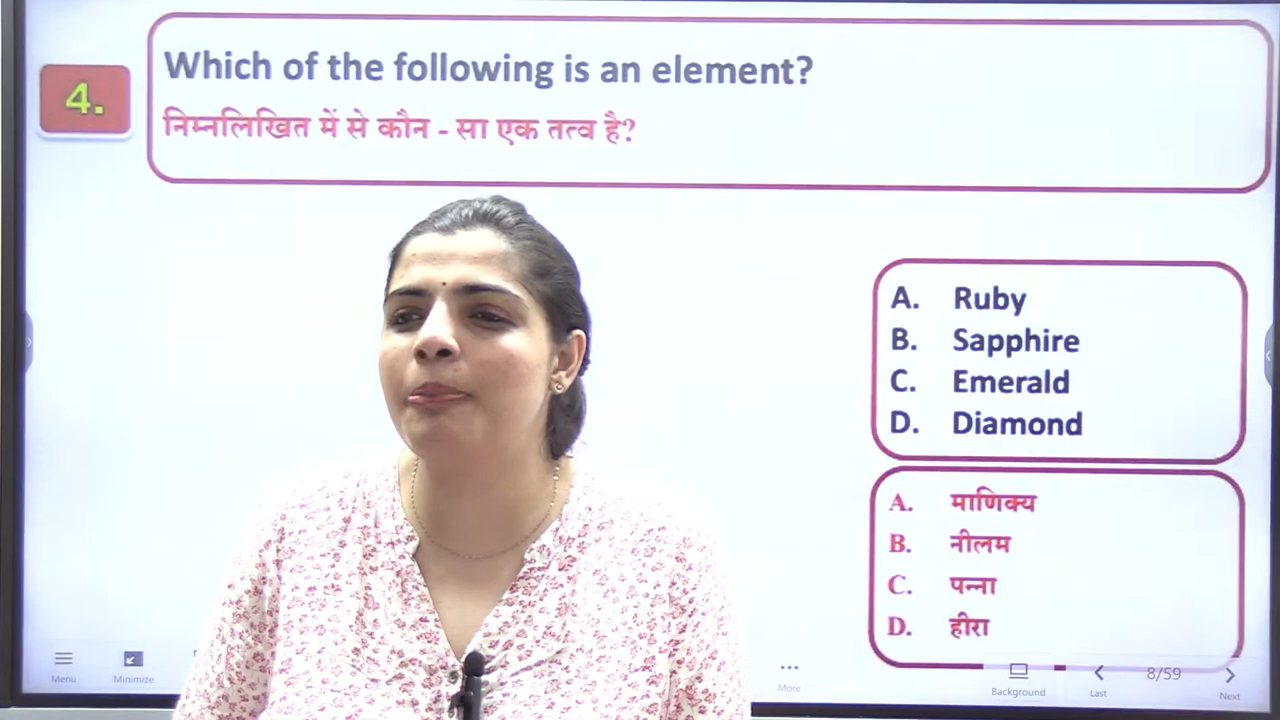 4.
Which of the following is an element?
निम्नलिखित में से कौन - सा एक तत्व है?
A. Ruby
B. Sapphire
C. Emerald
D. Diamond
A. माणिक्य
B. नीलम
C. पन्ना
D. हीरा
Menu
Minimize
More
Background
Last
8/59
Next